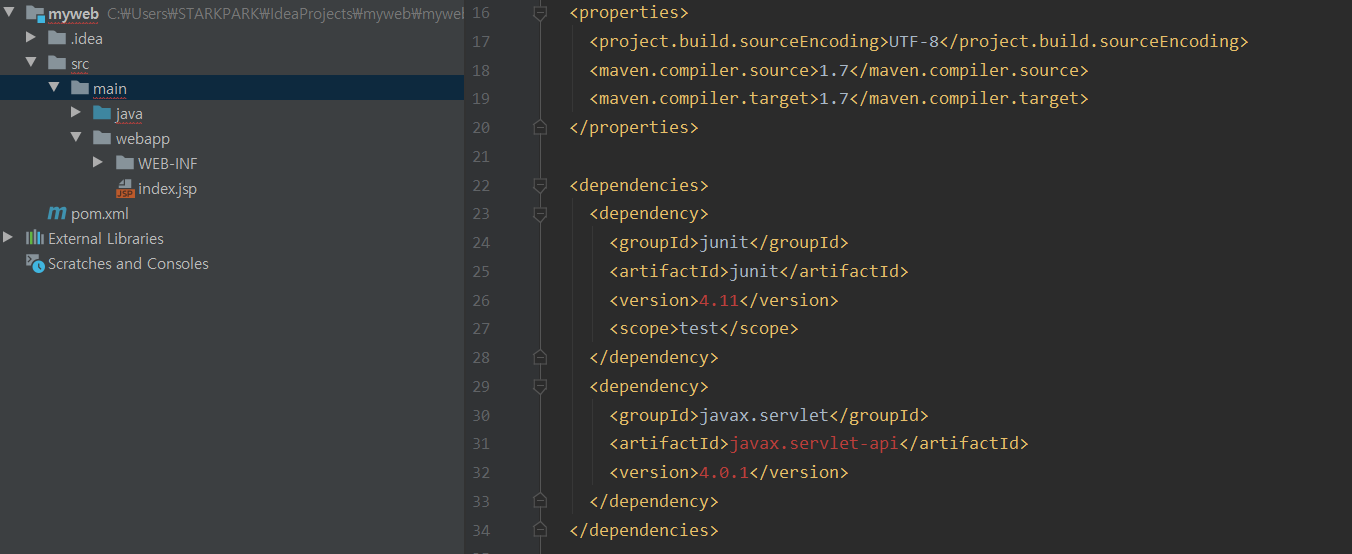 myweb C:₩Users₩STARKPARK₩IdeaProjects₩myweb₩myweb
.idea
src
main
java
webapp
WEB-INF
JSP index.jsp
m pom.xml
External Libraries
Scratches and Consoles
16 <properties>
17 <project.build.sourceEncoding>UTF-8</project.build.sourceEncoding>
18 <maven.compiler.source>1.7</maven.compiler.source>
19 <maven.compiler.target>1.7</maven.compiler.target>
20 </properties>
21
22 <dependencies>
23 <dependency>
24 <groupId>junit</groupId>
25 <artifactId>junit</artifactId>
26 <version>4.11</version>
27 <scope>test</scope>
28 </dependency>
29 <dependency>
30 <groupId>javax.servlet</groupId>
31 <artifactId>javax.servlet-api</artifactId>
32 <version>4.0.1</version>
33 </dependency>
34 </dependencies>